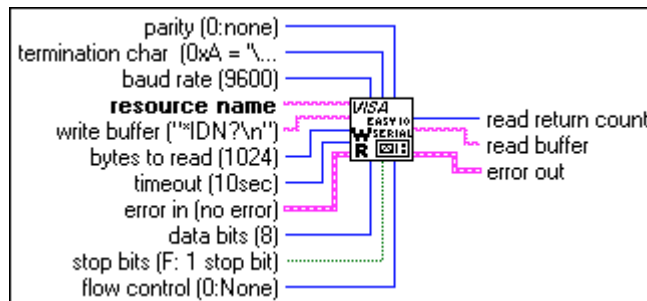 parity (0:none)
termination char (0xA = "\...
baud rate (9600)
resource name
write buffer ("*IDN?\n")
bytes to read (1024)
timeout (10sec)
error in (no error)
data bits (8)
stop bits (F: 1 stop bit)
flow control (0:None)
VISA
EASY IO
W SERIAL
R
read return count
read buffer
error out